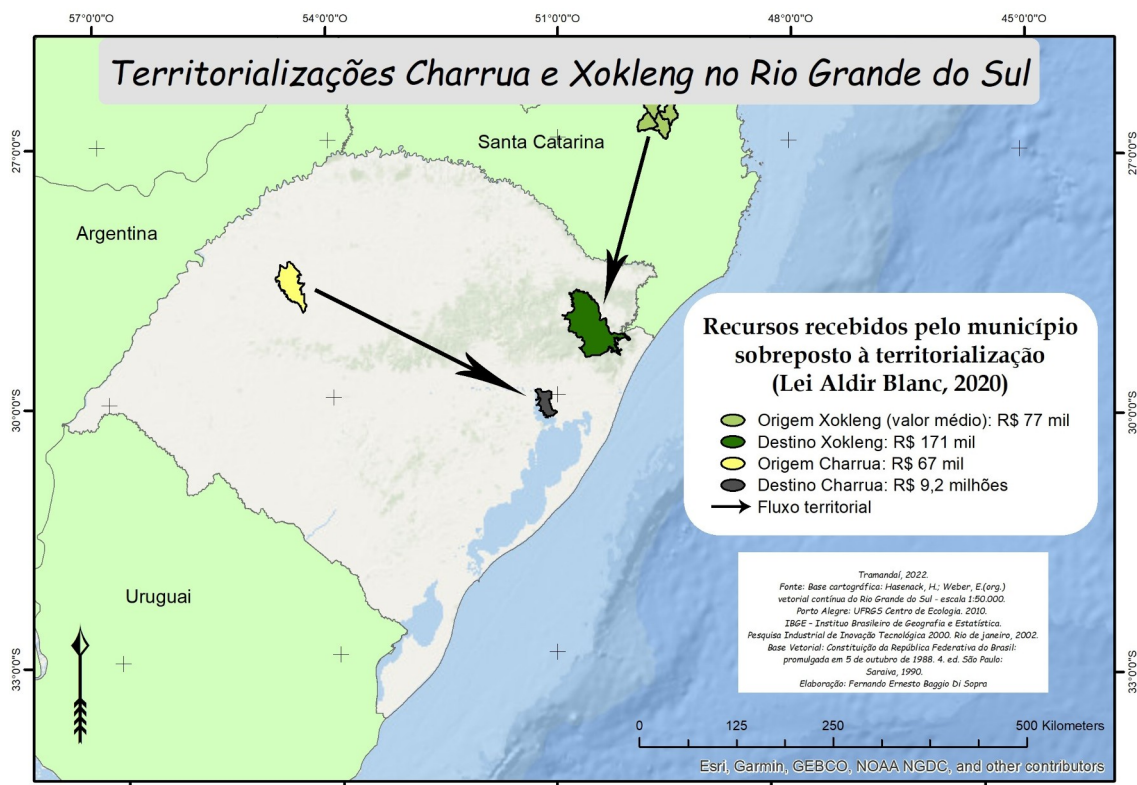 57°0'0"O
54°0'0"O
51°0'0"O
48°0'0"O
45°0'0"O
Territorializações Charrua e Xokleng no Rio Grande do Sul
27°0'0"S
27°0'0"S
Santa Catarina
Argentina
30°0'0"S
30°0'0"S
Recursos recebidos pelo município
sobreposto à territorialização
(Lei Aldir Blanc, 2020)
Origem Xokleng (valor médio): R$ 77 mil
Destino Xokleng: R$ 171 mil
Origem Charrua: R$ 67 mil
Destino Charrua: R$ 9,2 milhões
Fluxo territorial
Uruguai
33°0'0"S
33°0'0"S
Tramandaí, 2022.
Fonte: Base cartográfica: Hasenack, H.; Weber, E.(org.)
vetorial contínua do Rio Grande do Sul - escala 1:50.000.
Porto Alegre: UFRGS Centro de Ecologia. 2010.
IBGE - Instituo Brasileiro de Geografia e Estatística.
Pesquisa Industrial de Inovação Tecnológica 2000. Rio de janeiro, 2002.
Base Vetorial: Constituição da República Federativa do Brasil:
promulgada em 5 de outubro de 1988. 4. ed. São Paulo:
Saraiva, 1990.
Elaboração: Fernando Ernesto Baggio Di Sopra
0 125 250 500 Kilometers
Esri, Garmin, GEBCO, NOAA NGDC, and other contributors